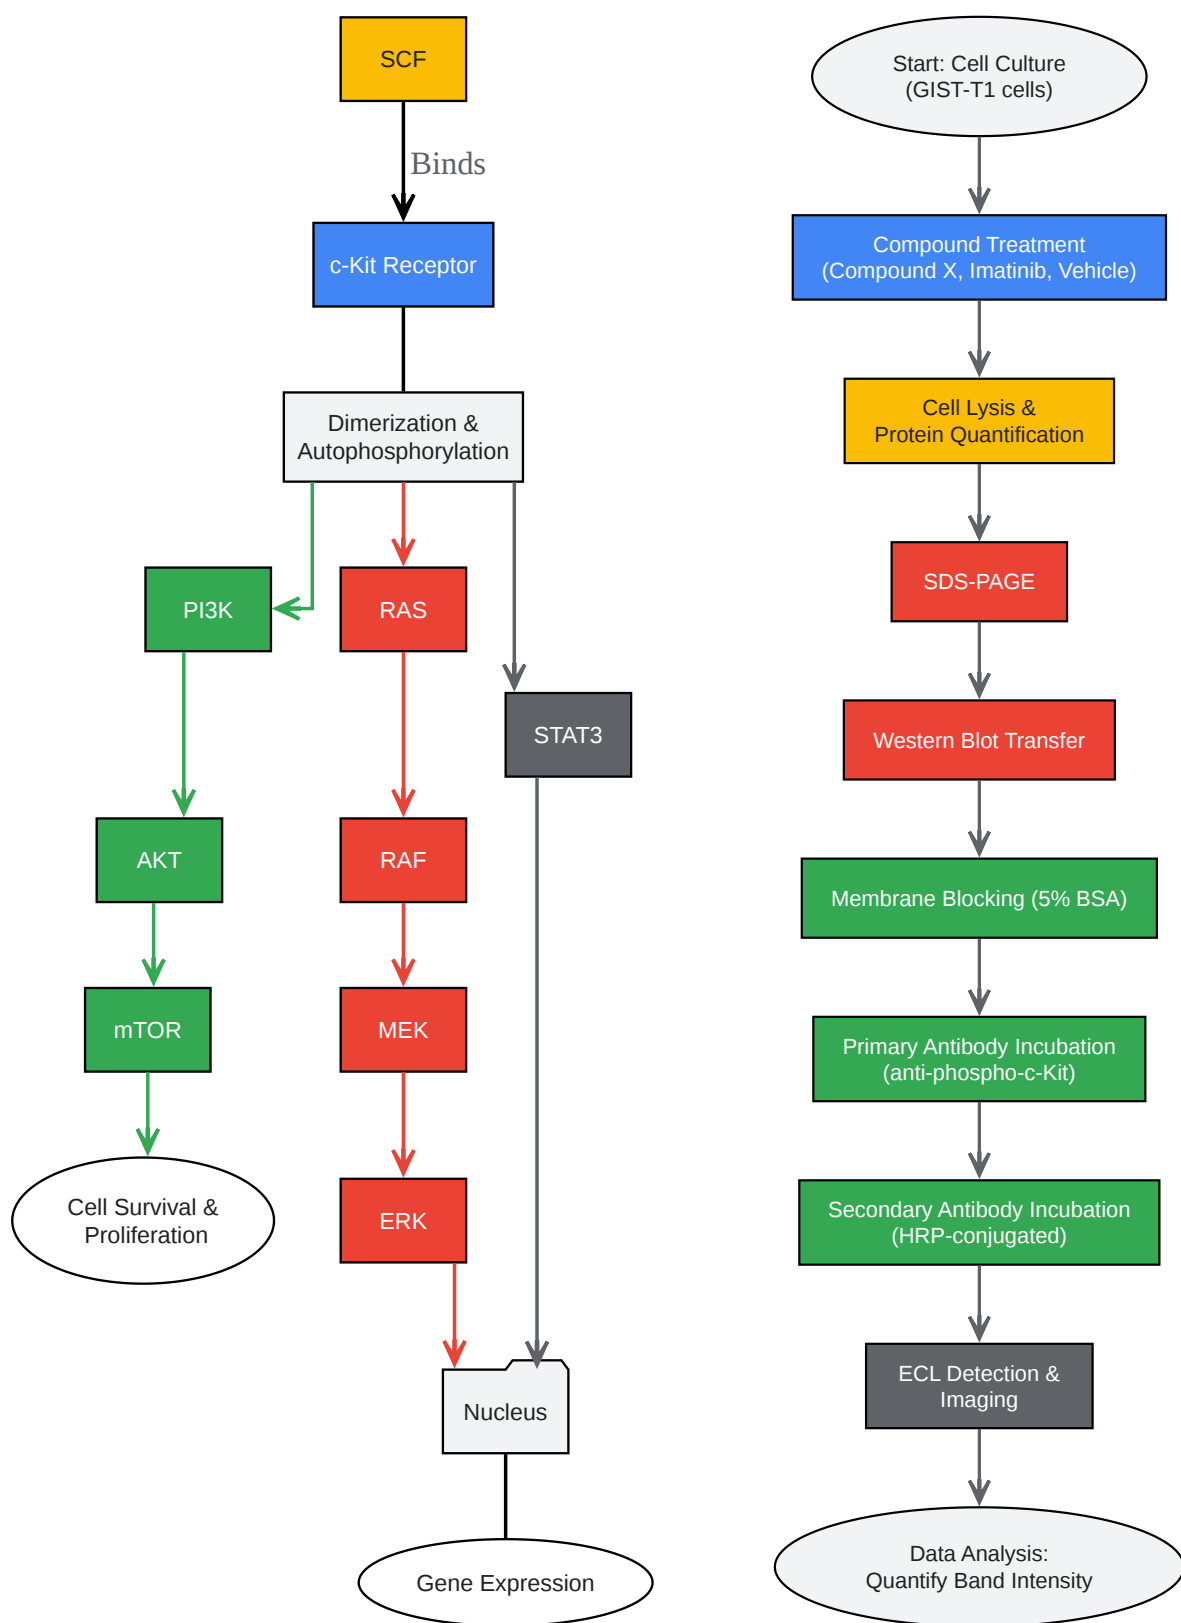 SCF
Binds
c-Kit Receptor
Dimerization &
Autophosphorylation
PI3K
RAS
STAT3
AKT
RAF
mTOR
MEK
Cell Survival &
Proliferation
ERK
Nucleus
Gene Expression
Start: Cell Culture
(GIST-T1 cells)
Compound Treatment
(Compound X, Imatinib, Vehicle)
Cell Lysis &
Protein Quantification
SDS-PAGE
Western Blot Transfer
Membrane Blocking (5% BSA)
Primary Antibody Incubation
(anti-phospho-c-Kit)
Secondary Antibody Incubation
(HRP-conjugated)
ECL Detection &
Imaging
Data Analysis:
Quantify Band Intensity